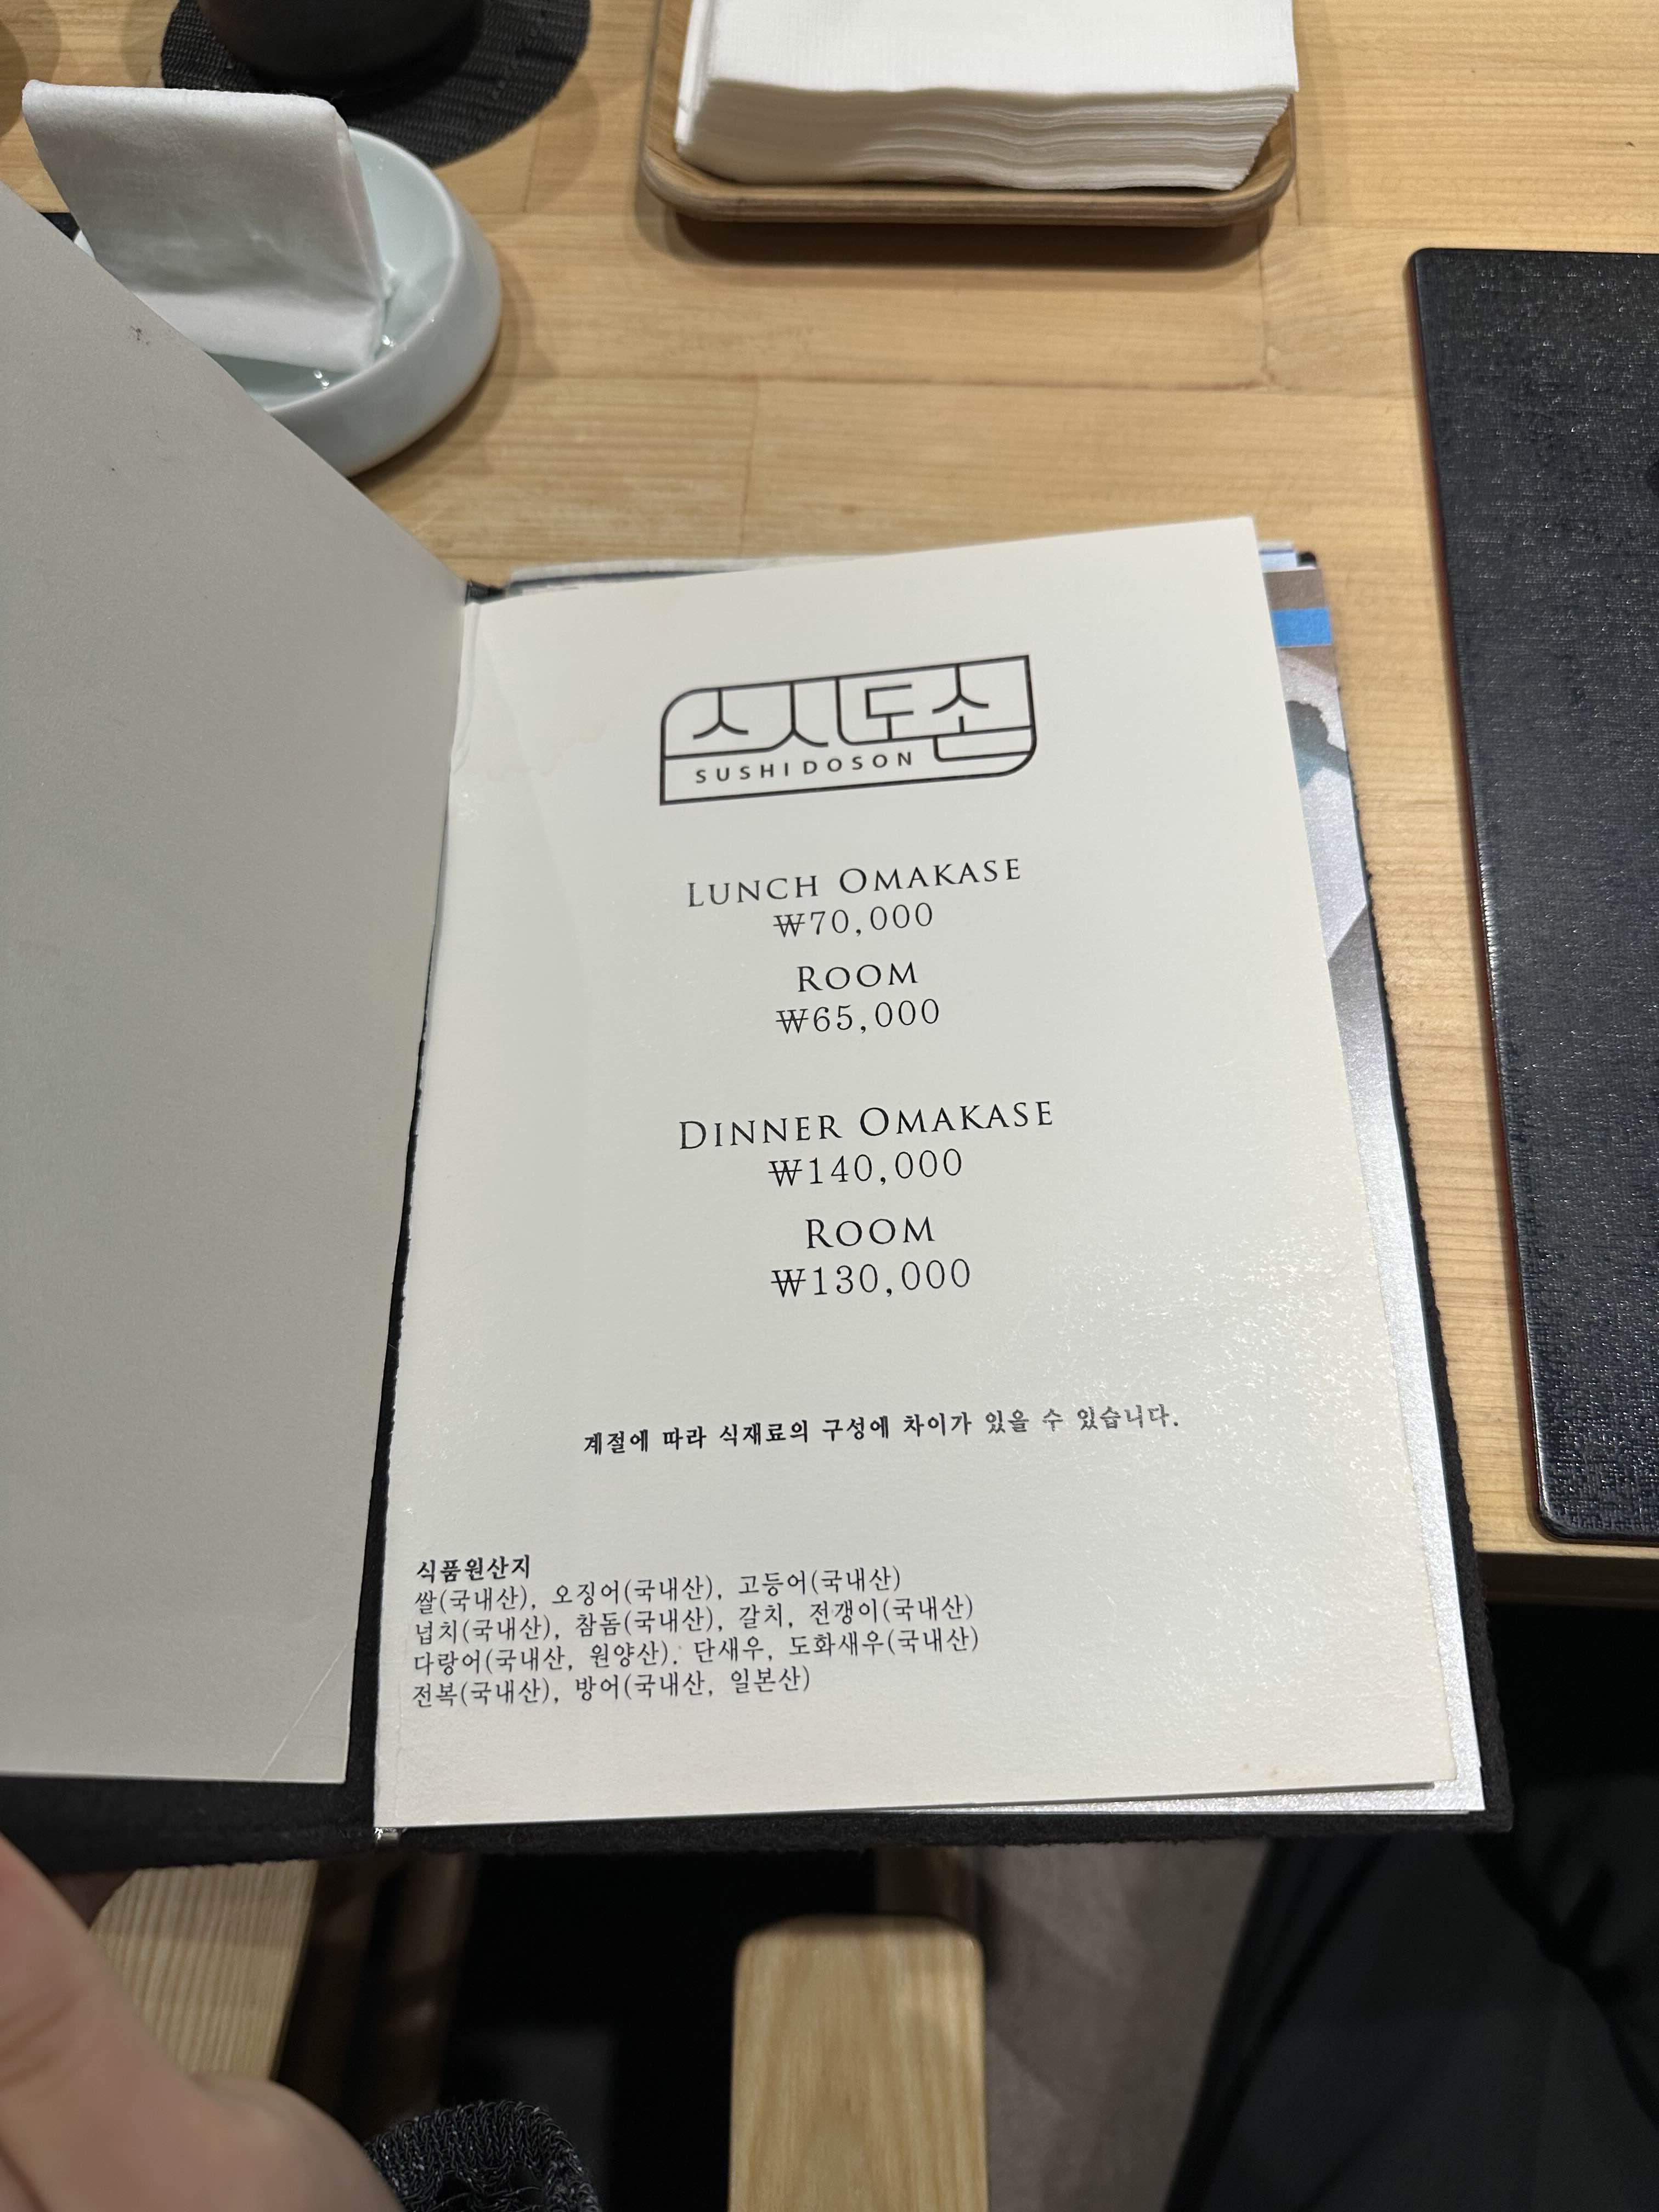 스시도손
SUSHIDOSON
LUNCH OMAKASE
₩70,000
ROOM
₩65,000
DINNER OMAKASE
₩140,000
ROOM
₩130,000
계절에 따라 식재료의 구성에 차이가 있을 수 있습니다.
식품원산지
쌀(국내산), 오징어(국내산), 고등어(국내산)
넙치(국내산), 참돔(국내산), 갈치, 전갱이(국내산)
다랑어(국내산, 원양산). 단새우, 도화새우(국내산)
전복(국내산), 방어(국내산, 일본산)